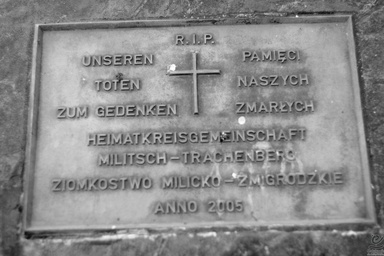 R.I.P.
UNSEREN PAMIĘCI
TOTEN NASZYCH
ZUM GEDENKEN ZMARŁYCH
HEIMATKREISGEMEINSCHAFT
MILITSCH-TRACHENBERG
ZIOMKOSTWO MILICKO-ŻMIGRODZKIE
ANNO 2005